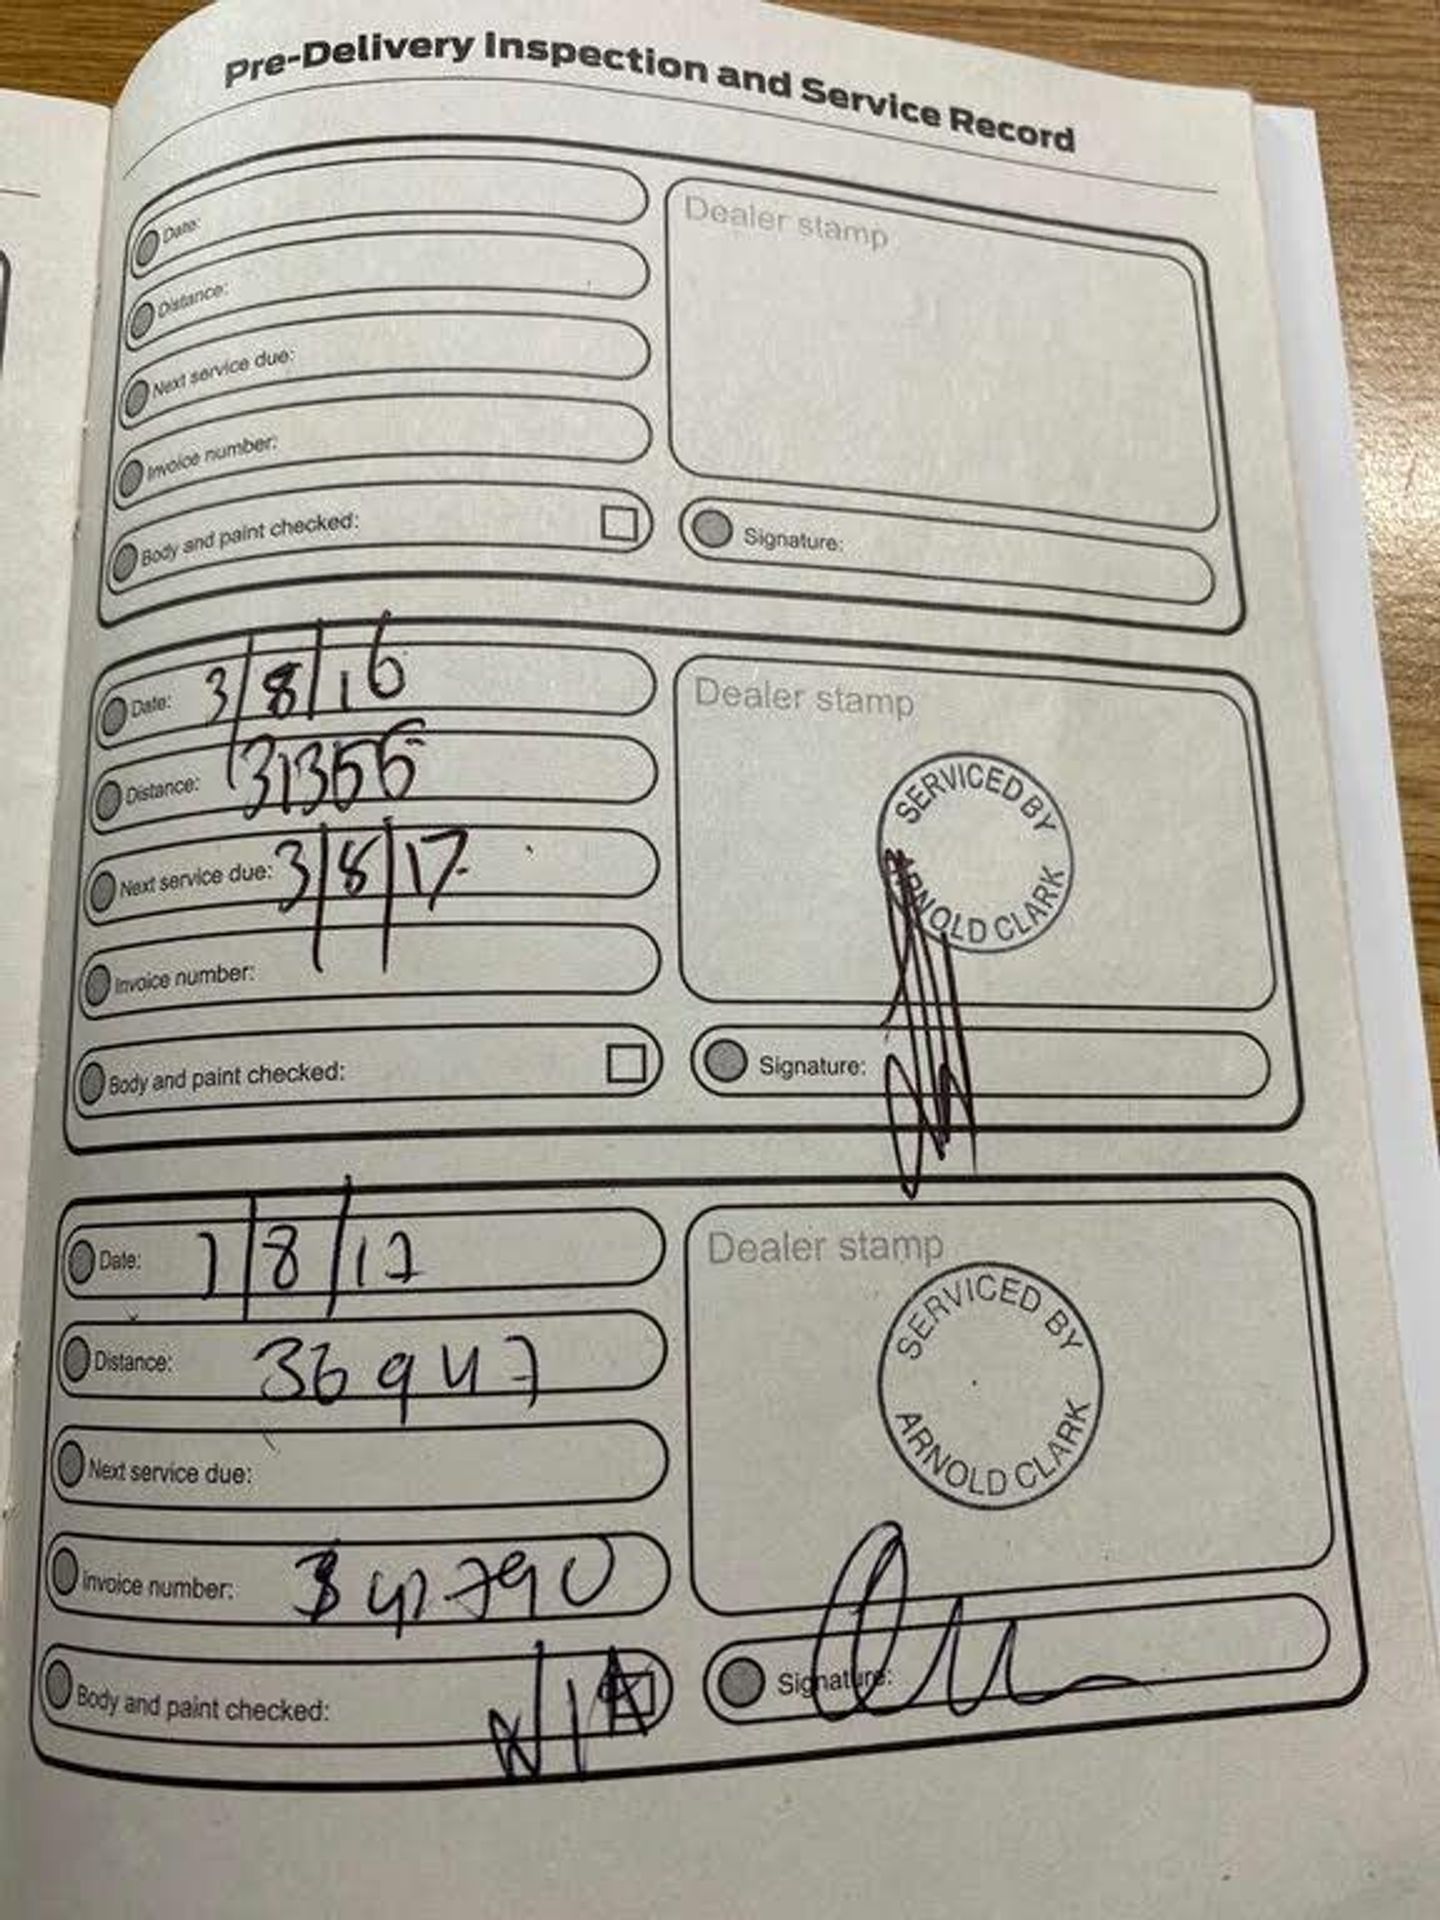 Pre-Delivery Inspection and Service Record
Date:
Distance:
Next service due:
Invoice number:
Body and paint checked:
Dealer stamp
Signature:
Date: 3/8/16
Distance: 31366
Next service due: 3/8/17
Invoice number:
Body and paint checked:
Dealer stamp
SERVICED BY
ARNOLD CLARK
Signature:
Date: 7/8/17
Distance: 36947
Next service due:
Invoice number:
Body and paint checked: N/A
Dealer stamp
SERVICED BY
ARNOLD CLARK
Signature: